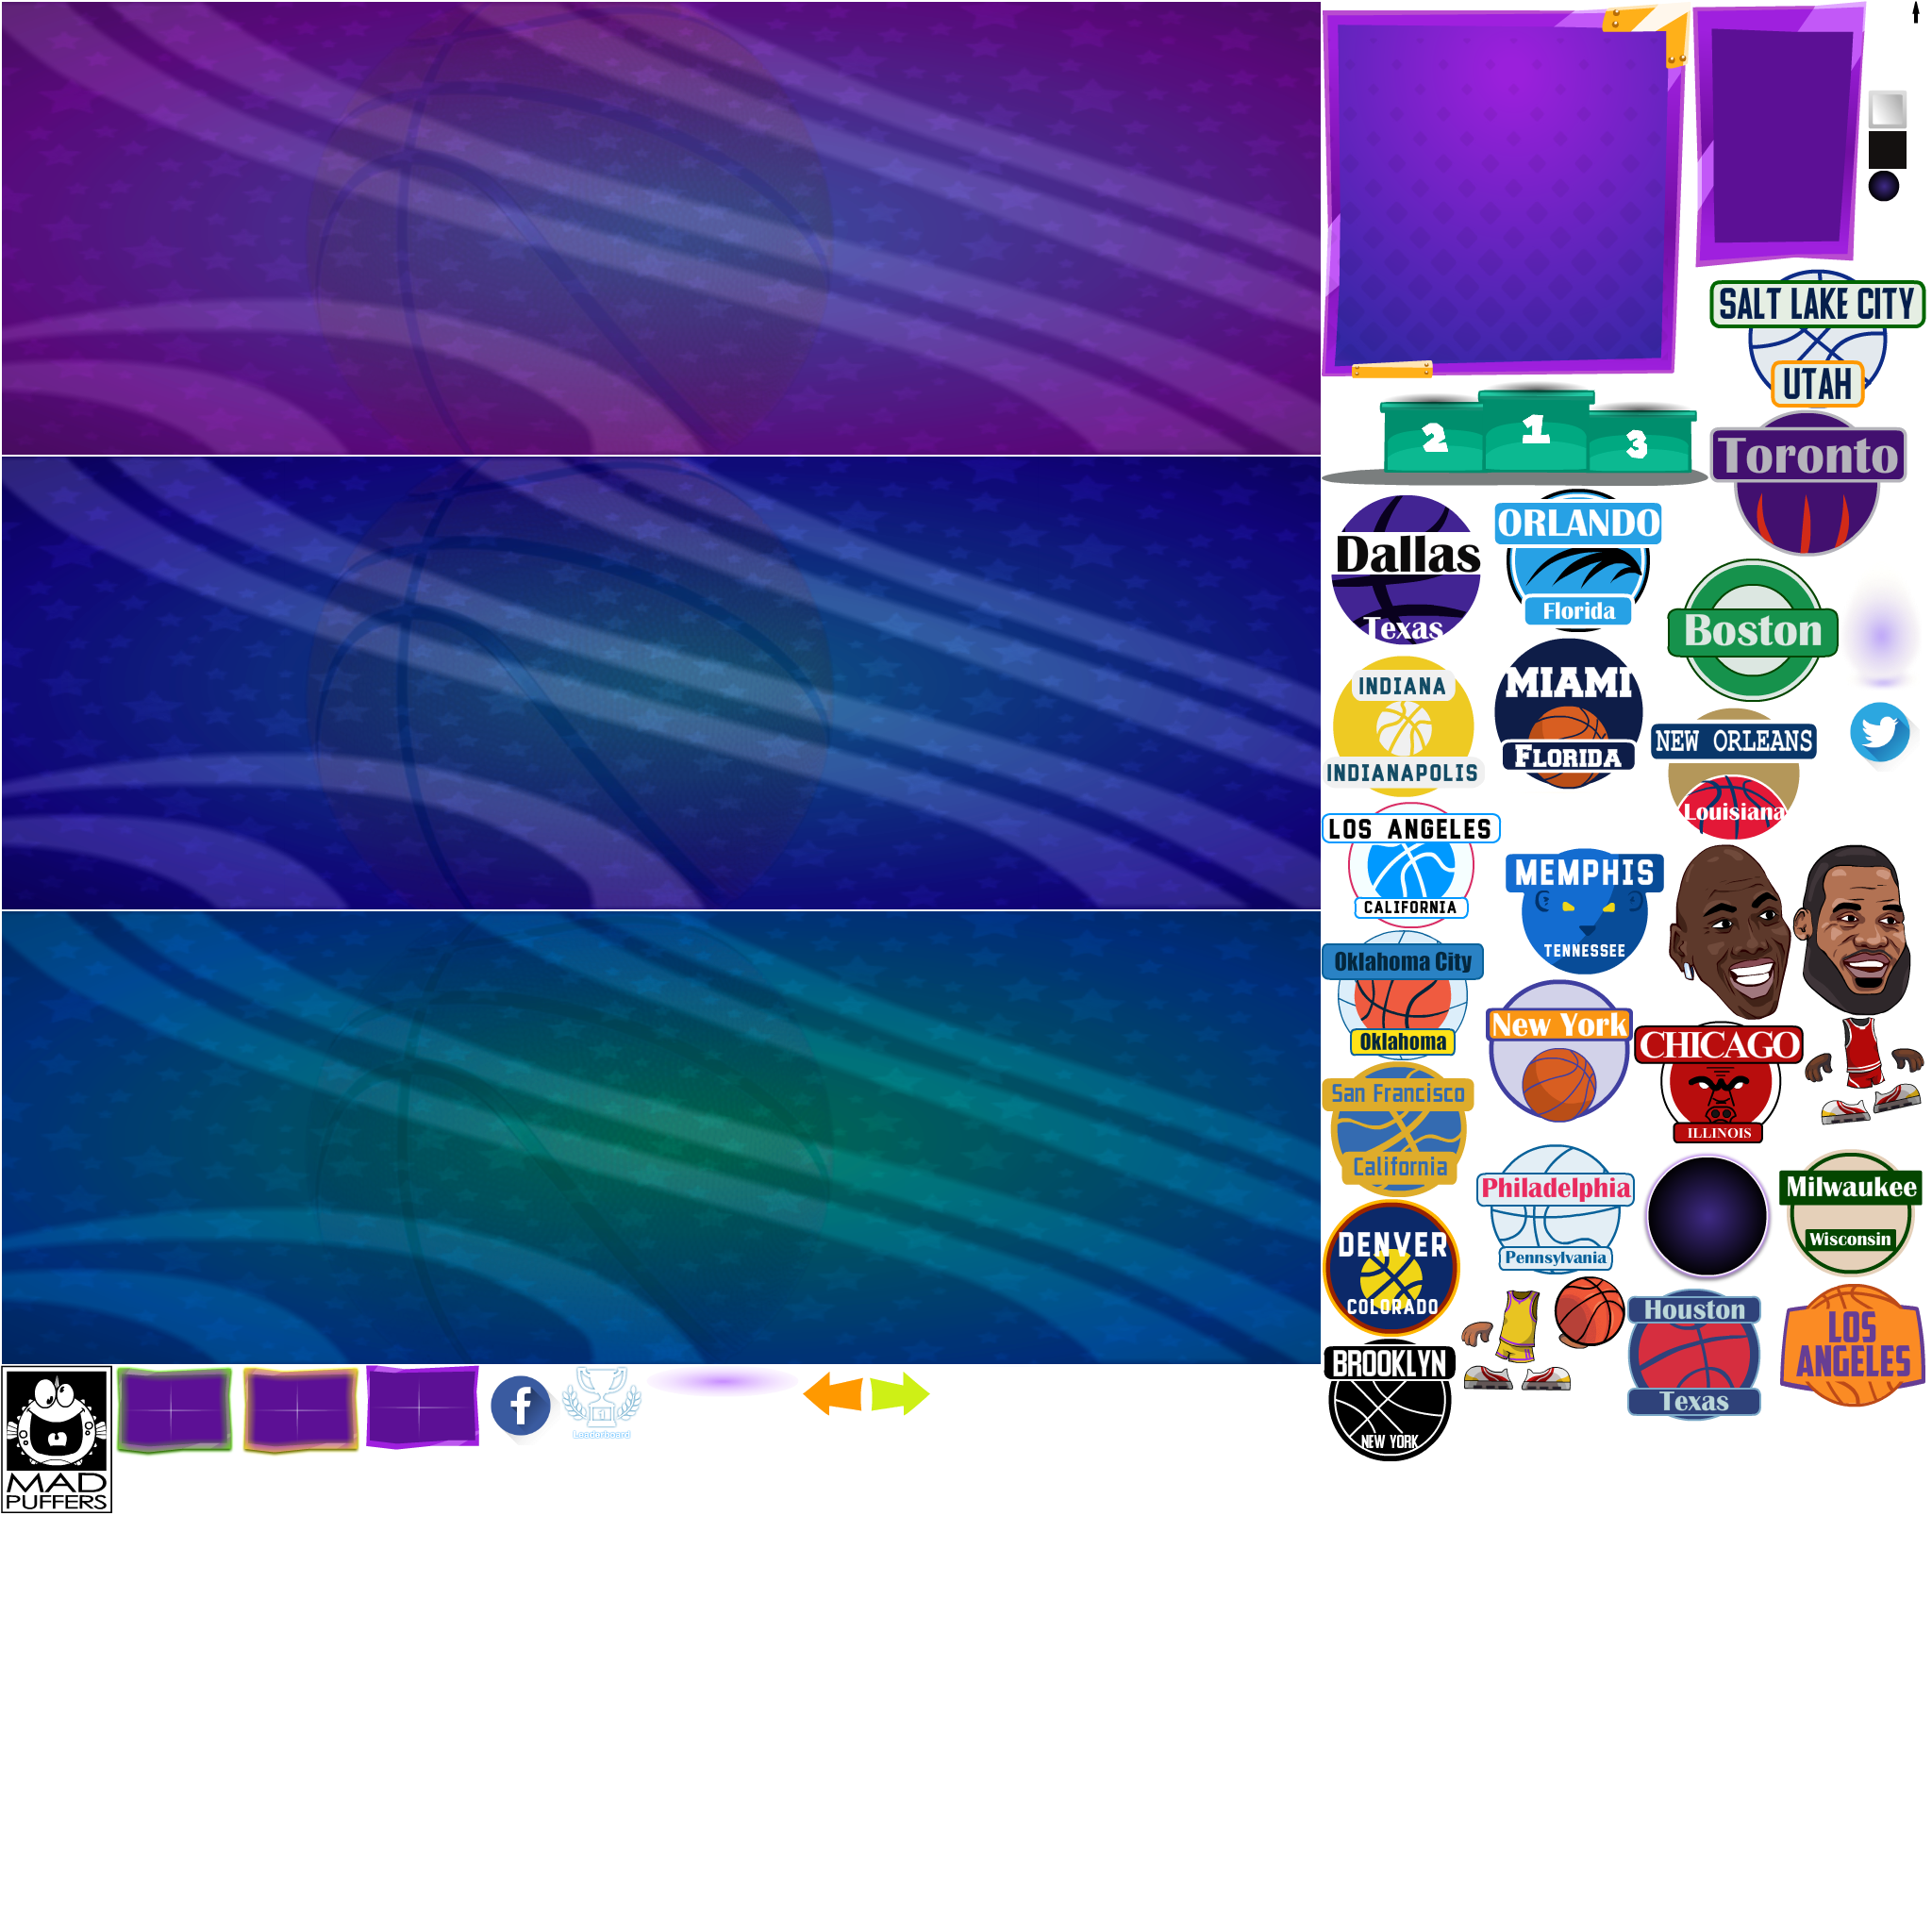 SALT LAKE CITY
UTAH
2
1
3
Toronto
Dallas
Texas
ORLANDO
Florida
Boston
INDIANA
INDIANAPOLIS
MIAMI
FLORIDA
NEW ORLEANS
Louisiana
LOS ANGELES
CALIFORNIA
MEMPHIS
TENNESSEE
Oklahoma City
Oklahoma
New York
CHICAGO
ILLINOIS
San Francisco
California
Philadelphia
Pennsylvania
Milwaukee
Wisconsin
DENVER
COLORADO
Houston
Texas
LOS
ANGELES
BROOKLYN
NEW YORK
MAD
PUFFERS
f
1
Leaderboard